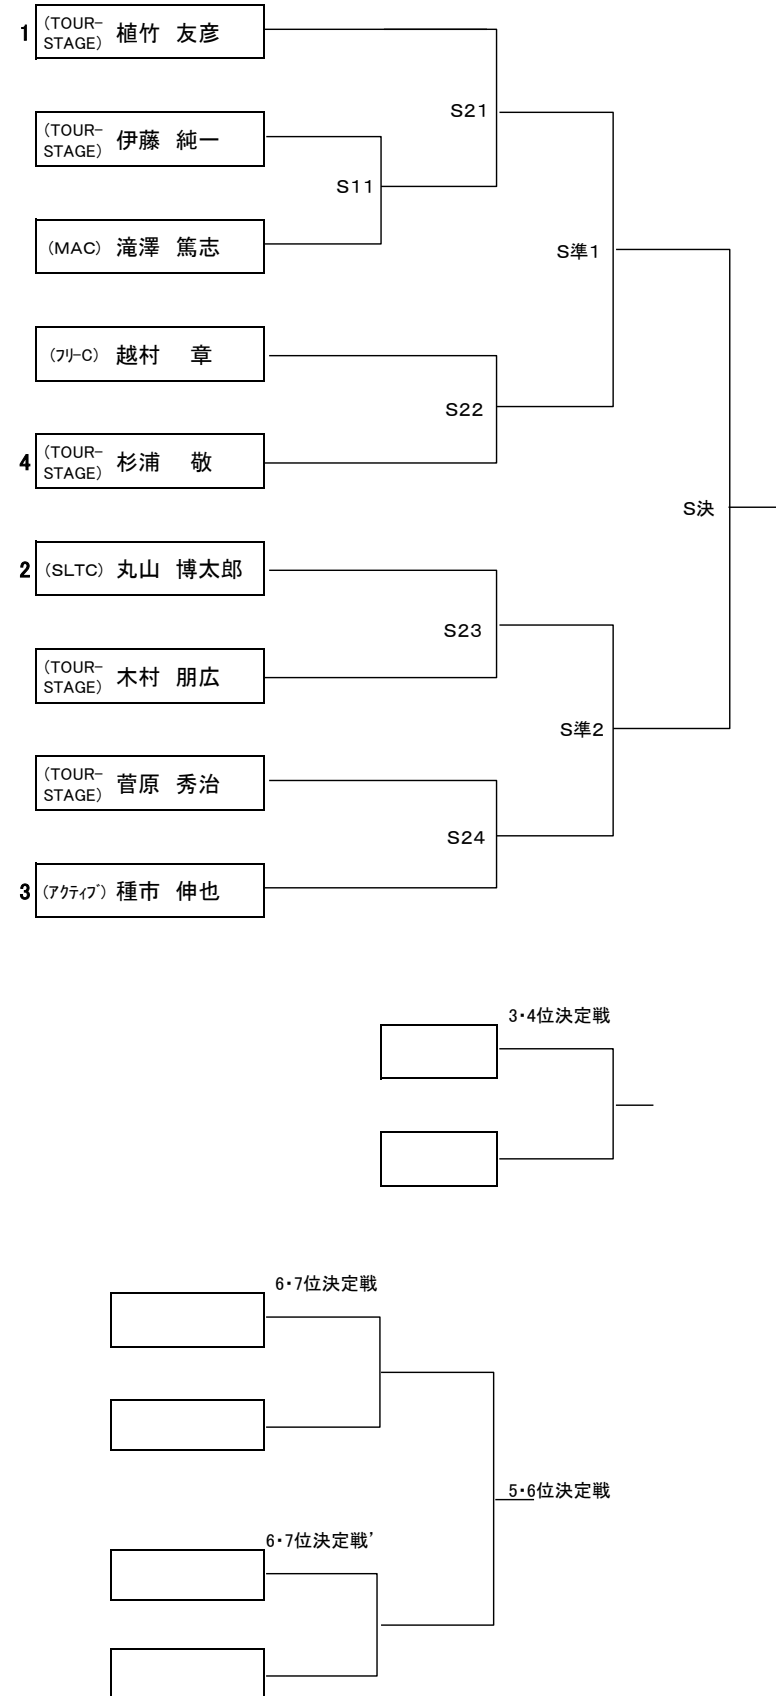 1 (TOUR-
STAGE) 植竹 友彦
S21
(TOUR-
STAGE) 伊藤 純一
S11
(MAC) 滝澤 篤志
S準1
(ﾌﾘｰC) 越村 章
S22
4 (TOUR-
STAGE) 杉浦 敬
S決
2 (SLTC) 丸山 博太郎
S23
(TOUR-
STAGE) 木村 朋広
S準2
(TOUR-
STAGE) 菅原 秀治
S24
3 (ｱｸﾃｨﾌﾞ) 種市 伸也
3・4位決定戦
6・7位決定戦
5・6位決定戦
6・7位決定戦'